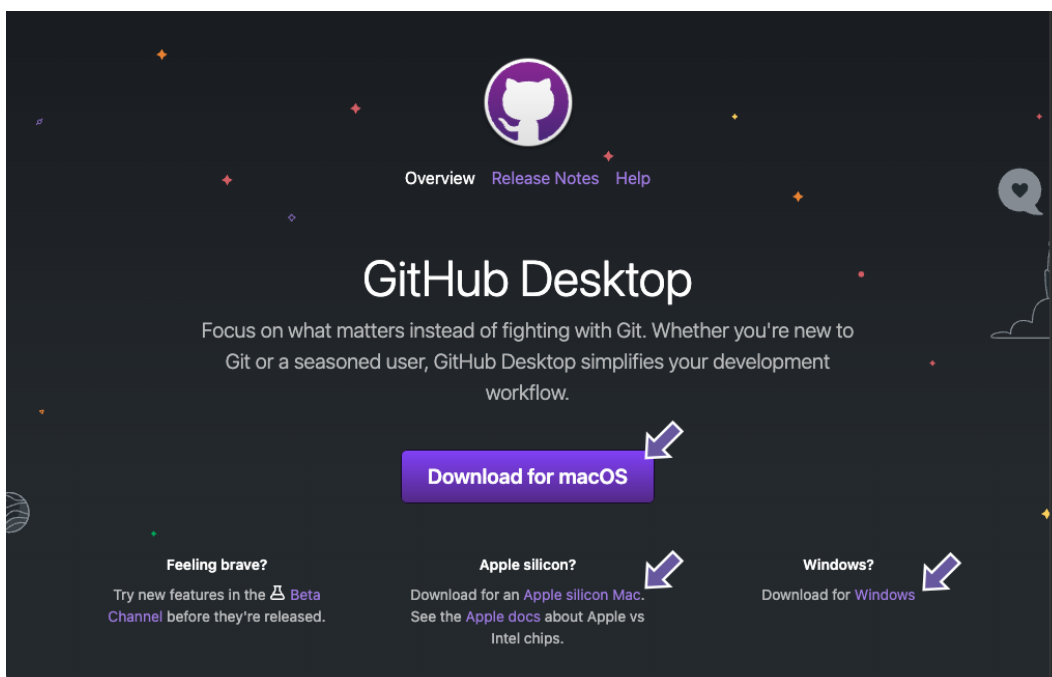 Overview Release Notes Help
GitHub Desktop
Focus on what matters instead of fighting with Git. Whether you're new to
Git or a seasoned user, GitHub Desktop simplifies your development
workflow.
Download for macOS
Feeling brave?
Try new features in the Beta
Channel before they're released.
Apple silicon?
Download for an Apple silicon Mac.
See the Apple docs about Apple vs
Intel chips.
Windows?
Download for Windows